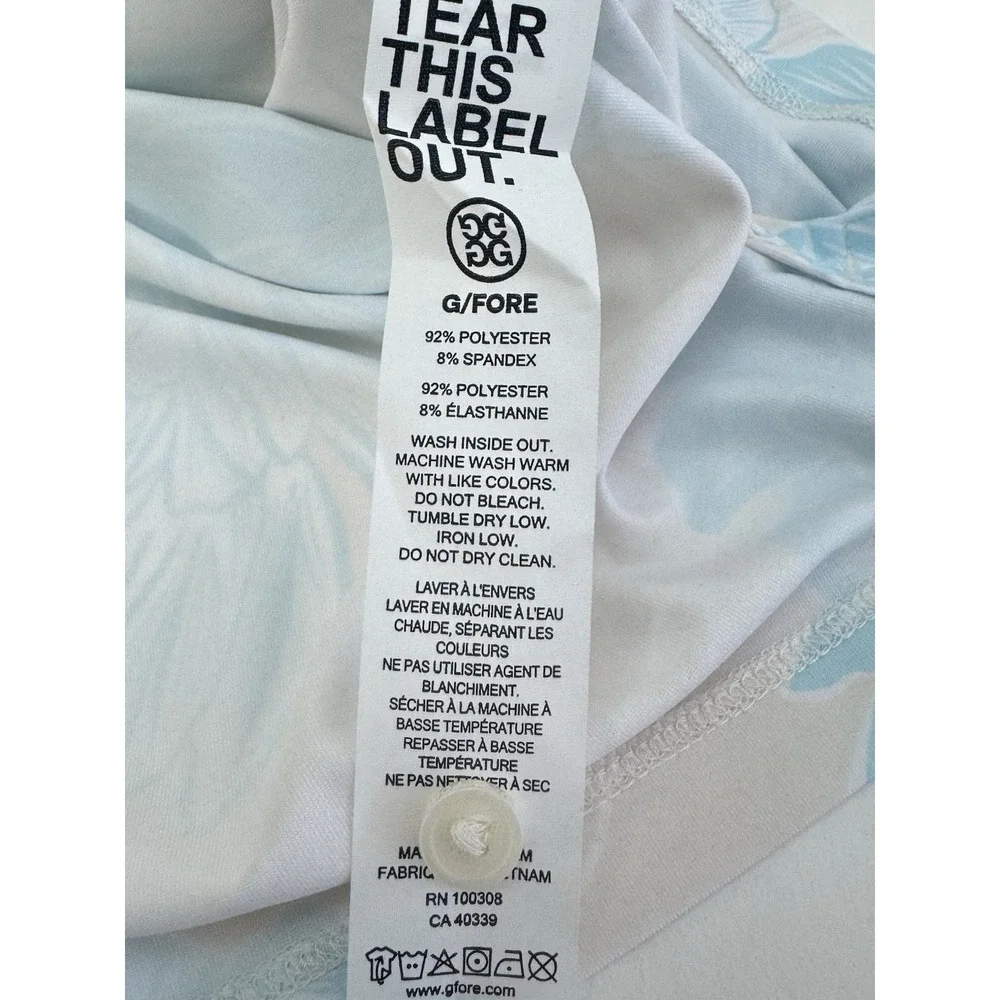 TEAR
THIS
LABEL
OUT.
G/FORE
92% POLYESTER
8% SPANDEX
92% POLYESTER
8% ÉLASTHANNE
WASH INSIDE OUT.
MACHINE WASH WARM
WITH LIKE COLORS.
DO NOT BLEACH.
TUMBLE DRY LOW.
IRON LOW.
DO NOT DRY CLEAN.
LAVER À L'ENVERS
LAVER EN MACHINE À L'EAU
CHAUDE, SÉPARANT LES
COULEURS
NE PAS UTILISER AGENT DE
BLANCHIMENT.
SÉCHER À LA MACHINE À
BASSE TEMPÉRATURE
REPASSER À BASSE
TEMPÉRATURE
NE PAS À SEC
RN 100308
CA 40339
www.gfore.com